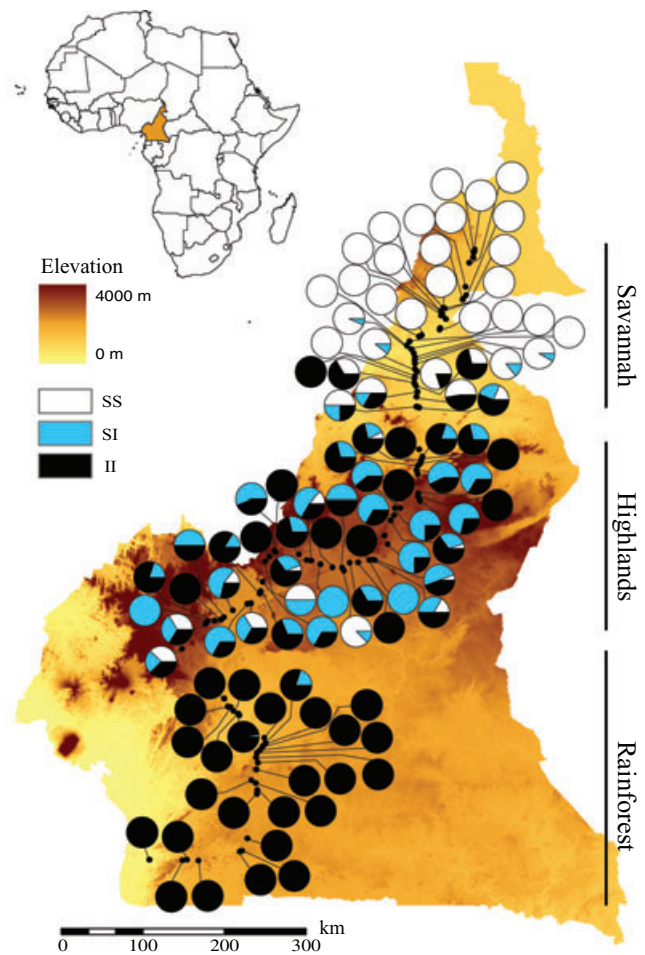 Elevation
4000 m
0 m
SS
SI
II
Savannah
Highlands
Rainforest
km
0 100 200 300